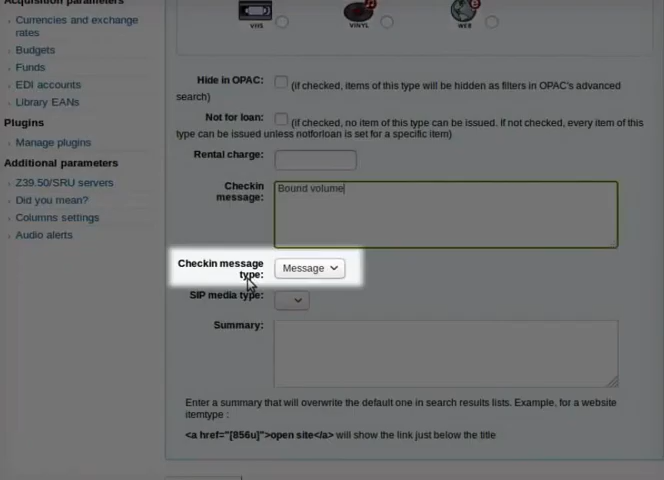 Acquisition parameters
Currencies and exchange
rates
Budgets
Funds
EDI accounts
Library EANs
Plugins
Manage plugins
Additional parameters
Z39.50/SRU servers
Did you mean?
Columns settings
Audio alerts
VHS
VINYL
WEB
Hide in OPAC: (if checked, items of this type will be hidden as filters in OPAC's advanced
search)
Not for loan: (if checked, no item of this type can be issued. If not checked, every item of this
type can be issued unless notforloan is set for a specific item)
Rental charge:
Checkin
message:
Bound volume
Checkin message
type:
Message
SIP media type:
Summary:
Enter a summary that will overwrite the default one in search results lists. Example, for a website
itemtype :
<a href="[856u]">open site</a> will show the link just below the title